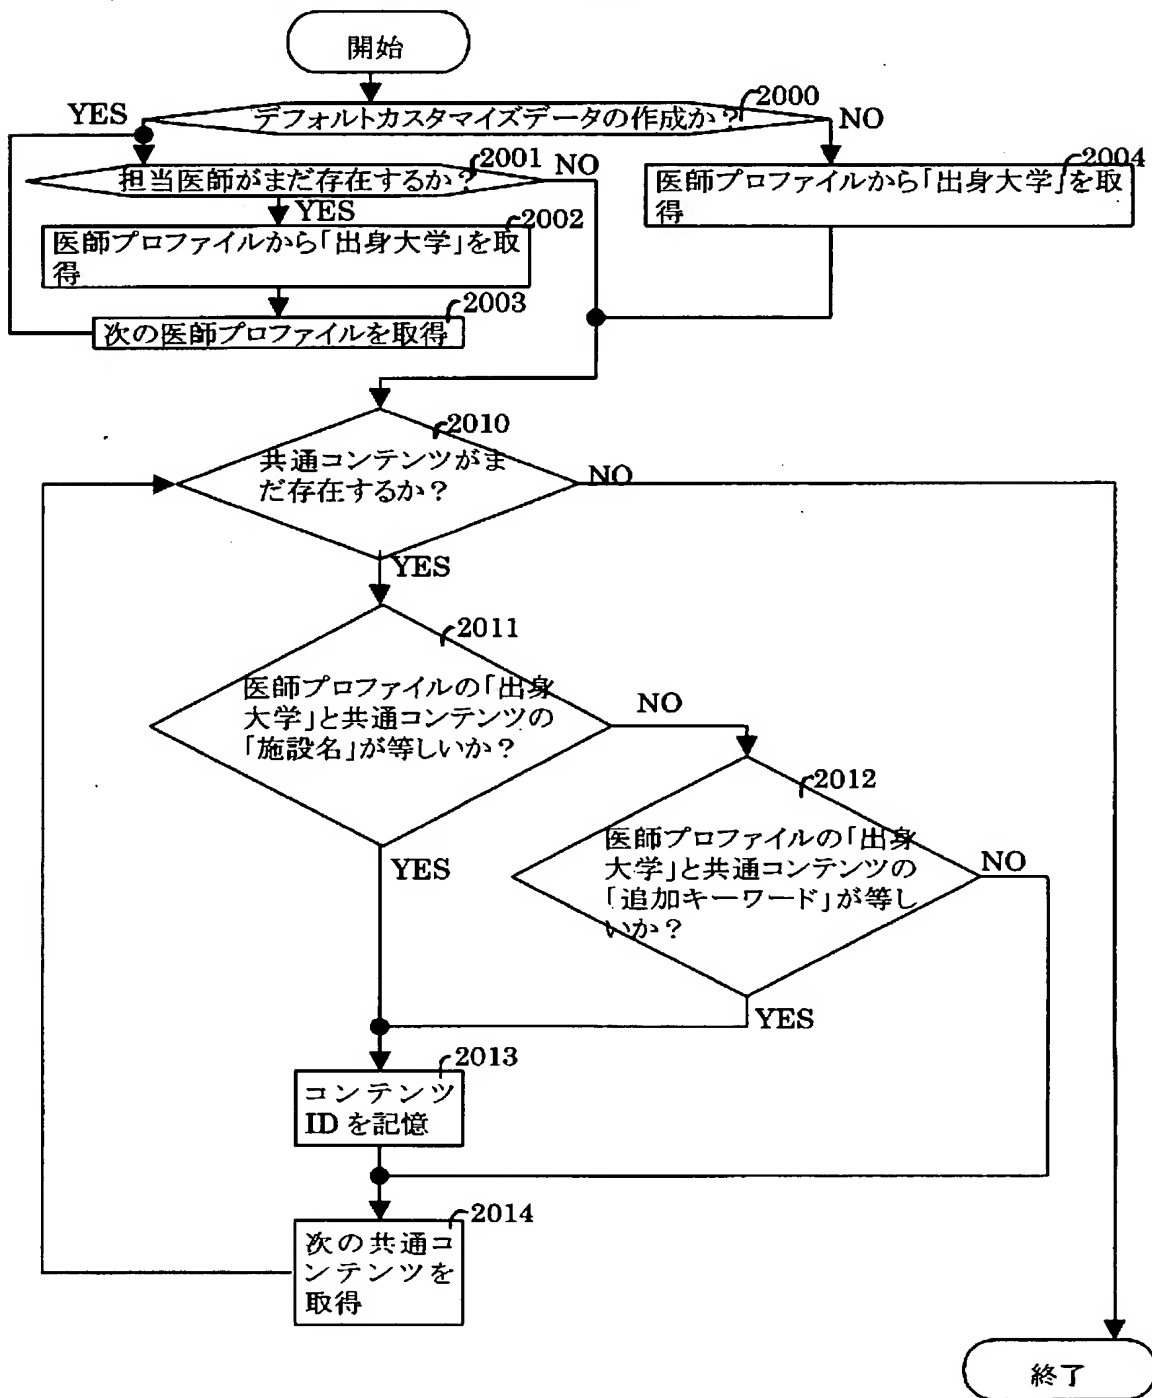 開始
2000
YES
デフォルトカスタマイズデータの作成か?
NO
2001
担当医師がまだ存在するか?
NO
YES
2002
医師プロファイルから「出身大学」を取
得
2003
次の医師プロファイルを取得
2004
医師プロファイルから「出身大学」を取
得
2010
共通コンテンツがま
だ存在するか?
NO
YES
2011
医師プロファイルの「出身
大学」と共通コンテンツの
「施設名」が等しいか?
NO
YES
2012
医師プロファイルの「出身
大学」と共通コンテンツの
「追加キーワード」が等し
いか?
NO
YES
2013
コンテンツ
IDを記憶
2014
次の共通コ
ンテンツを
取得
終了